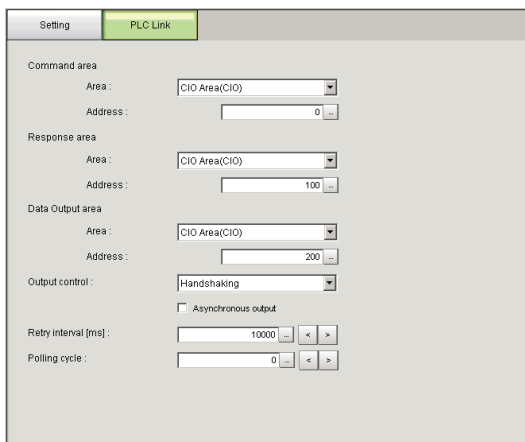 Setting PLC Link
Command area
Area : CIO Area(CIO)
Address : 0 ..
Response area
Area : CIO Area(CIO)
Address : 100 ..
Data Output area
Area : CIO Area(CIO)
Address : 200 ..
Output control : Handshaking
Asynchronous output
Retry interval [ms] : 10000 ... < >
Polling cycle : 0 ... < >